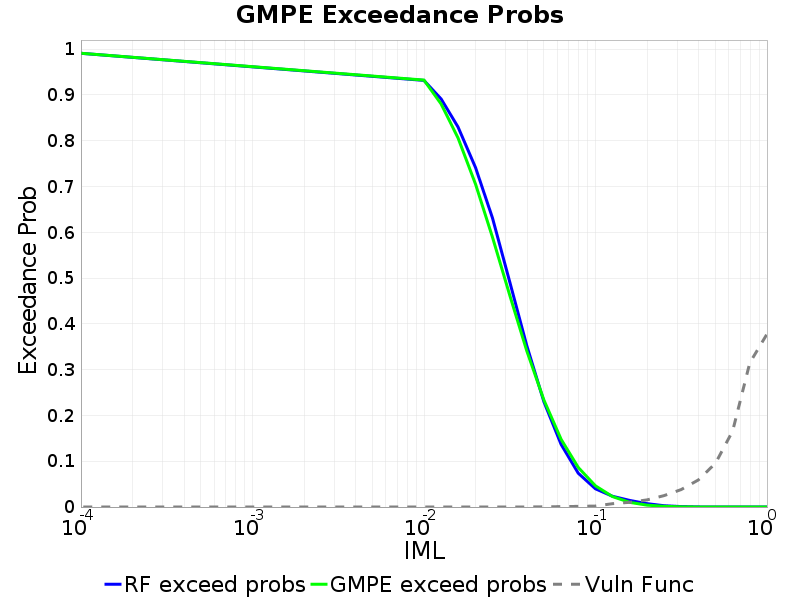 GMPE Exceedance Probs
Exceedance Prob
1
0.9
0.8
0.7
0.6
0.5
0.4
0.3
0.2
0.1
0
10^-4 10^-3 10^-2 10^-1 10^0
IML
RF exceed probs GMPE exceed probs Vuln Func